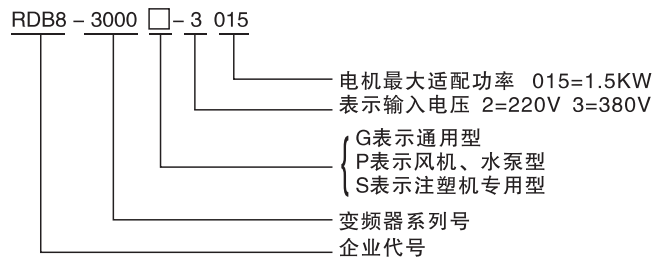 RDB8-3000□-3 015
电机最大适配功率 015=1.5KW
表示输入电压 2=220V 3=380V
G表示通用型
P表示风机、水泵型
S表示注塑机专用型
变频器系列号
企业代号